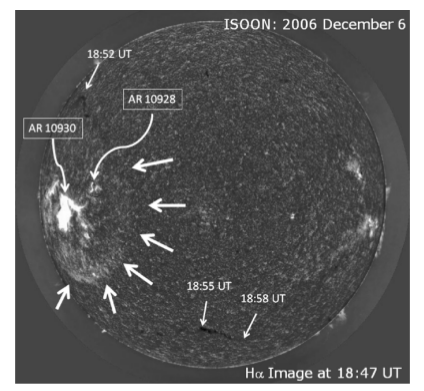 ISOON: 2006 December 6
18:52 UT
AR 10928
AR 10930
18:55 UT
18:58 UT
Hα Image at 18:47 UT